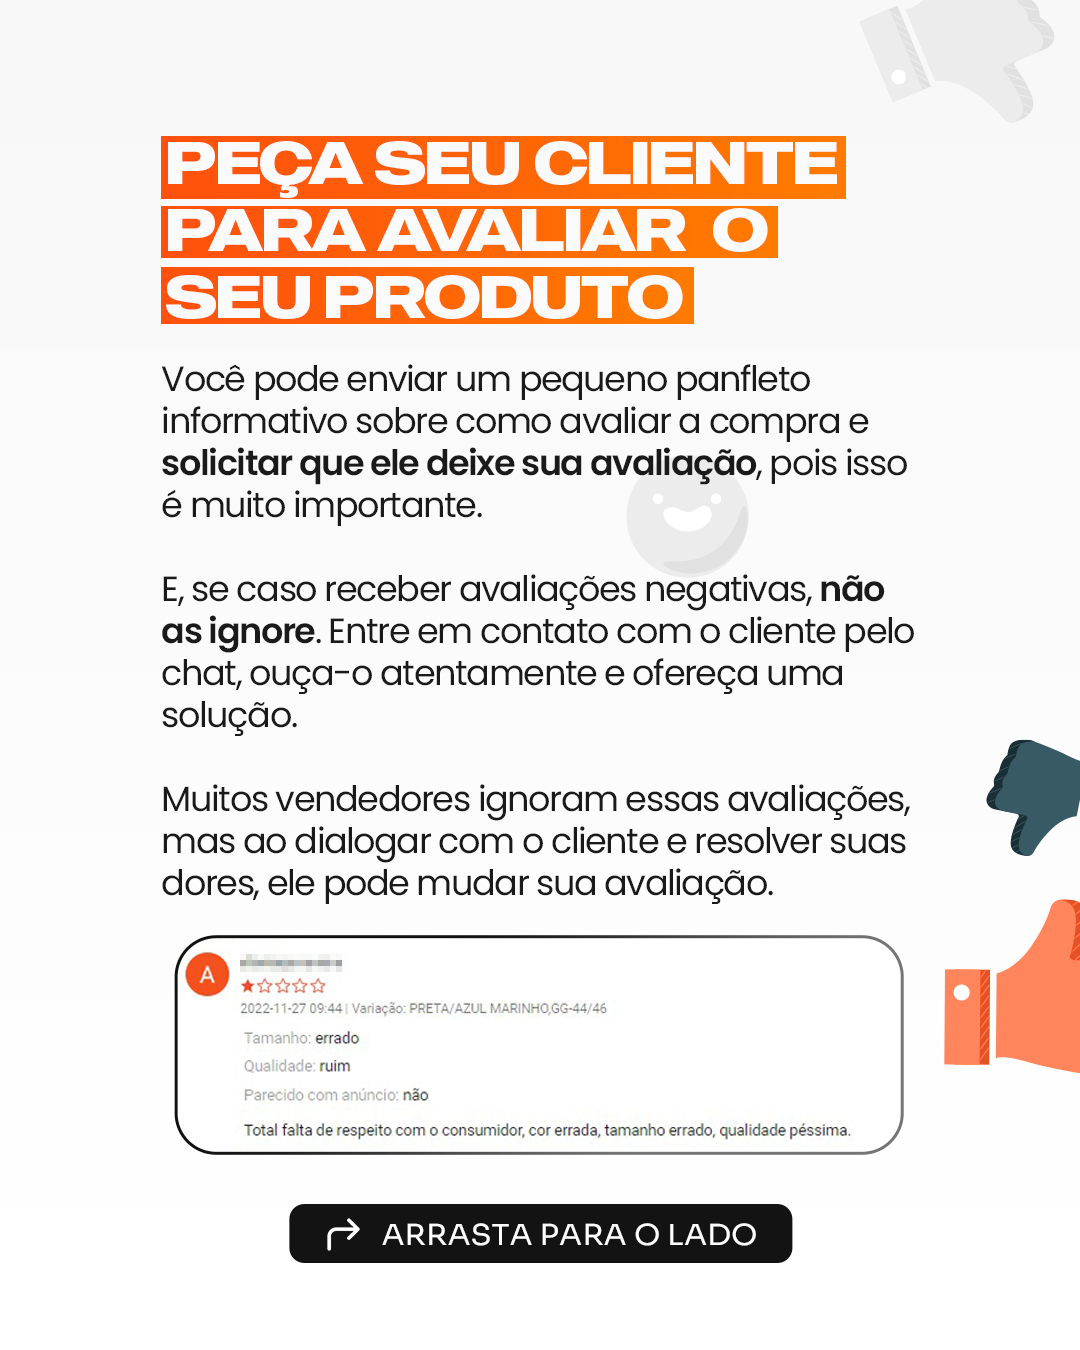 PEÇA SEU CLIENTE
PARA AVALIAR O
SEU PRODUTO
Você pode enviar um pequeno panfleto
informativo sobre como avaliar a compra e
solicitar que ele deixe sua avaliação, pois isso
é muito importante.
E, se caso receber avaliações negativas, não
as ignore. Entre em contato com o cliente pelo
chat, ouça-o atentamente e ofereça uma
solução.
Muitos vendedores ignoram essas avaliações,
mas ao dialogar com o cliente e resolver suas
dores, ele pode mudar sua avaliação.
A
2022-11-27 09:44 | Variação: PRETA/AZUL MARINHO,GG-44/46
Tamanho: errado
Qualidade: ruim
Parecido com anúncio: não
Total falta de respeito com o consumidor, cor errada, tamanho errado, qualidade péssima.
ARRASTA PARA O LADO